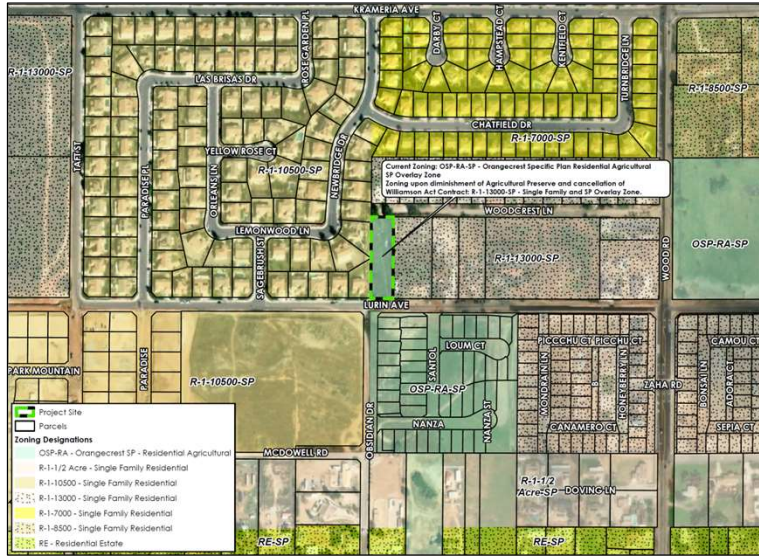 KRAMERIA AVE
DARBY CT
HAMPSTEAD CT
KENTFIELD CT
ROSE GARDEN PL
TURNBRIDGE LN
R-1-13000-SP
LAS BRISAS DR
R-1-8500-SP
CHATFIELD DR
R-1-7000-SP
TAFT ST
PARADISE PL
ORLEANS LN
YELLOW ROSE CT
R-1-10500-SP
NEWBRIDGE DR
Current Zoning: OSP-RA-SP - Orangecrest Specific Plan Residential Agricultural
SP Overlay Zone
Zoning upon diminishment of Agricultural Preserve and cancellation of
Williamson Act Contract: R-1-13000-SP - Single Family and SP Overlay Zone.
WOODCREST LN
LEMONWOOD LN
SAGEBRUSH ST
R-1-13000-SP
WOOD RD
OSP-RA-SP
LURIN AVE
PARK MOUNTAIN
PARADISE
R-1-10500-SP
OBSIDIAN DR
SANTOL
LOUM CT
OSP-RA-SP
NANZA
NANZA ST
PICCCHU CT
PICCHU CT
MONDRAIN LN
B
HONEYBERRY LN
CANAMERO CT
ZAHA RD
CAMOU CT
BONSAI LN
ADORA CT
SEPIA CT
MCDOWELL RD
R-1-1/2
Acre-SP
DOVING LN
RE-SP
RE-SP
Project Site
Parcels
Zoning Designations
OSP-RA - Orangecrest SP - Residential Agricultural
R-1-1/2 Acre - Single Family Residential
R-1-10500 - Single Family Residential
R-1-13000 - Single Family Residential
R-1-7000 - Single Family Residential
R-1-8500 - Single Family Residential
RE - Residential Estate